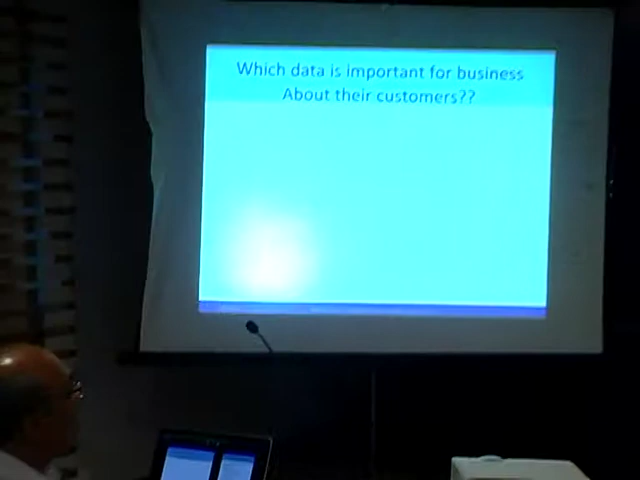 Which data is important for business
About their customers??